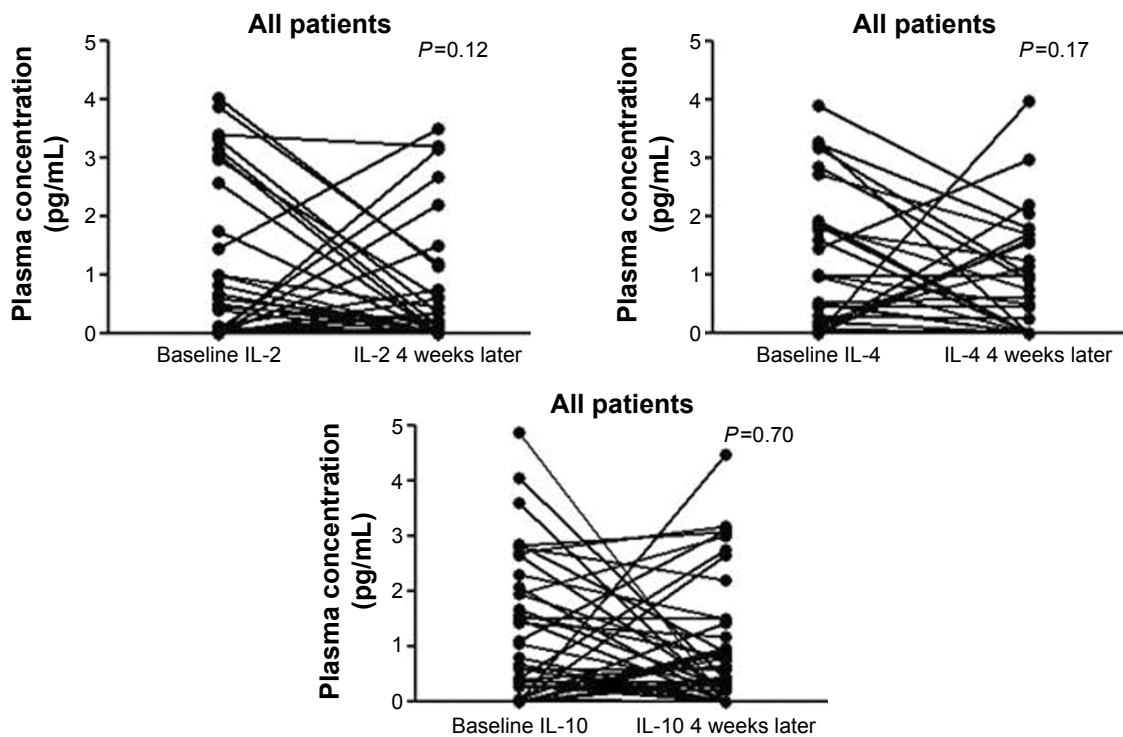 All patients
P=0.12
Plasma concentration
(pg/mL)
5
4
3
2
1
0
Baseline IL-2
IL-2 4 weeks later
All patients
P=0.17
Plasma concentration
(pg/mL)
5
4
3
2
1
0
Baseline IL-4
IL-4 4 weeks later
All patients
P=0.70
Plasma concentration
(pg/mL)
5
4
3
2
1
0
Baseline IL-10
IL-10 4 weeks later